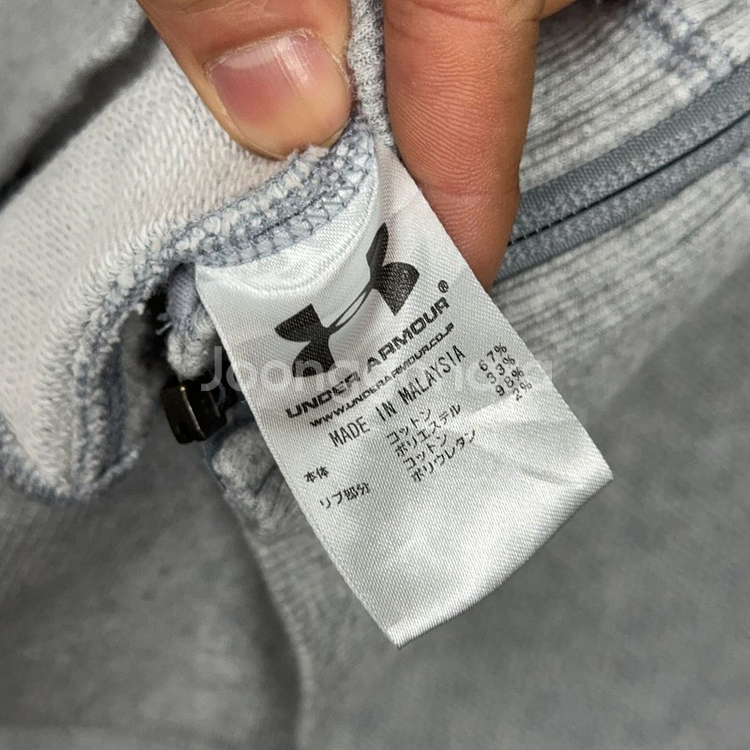 UNDER ARMOUR®
WWW.UNDERARMOUR.CO.JP
MADE IN MALAYSIA
本体 コットン 67%
ポリエステル 33%
リブ部分 コットン 98%
ポリウレタン 2%